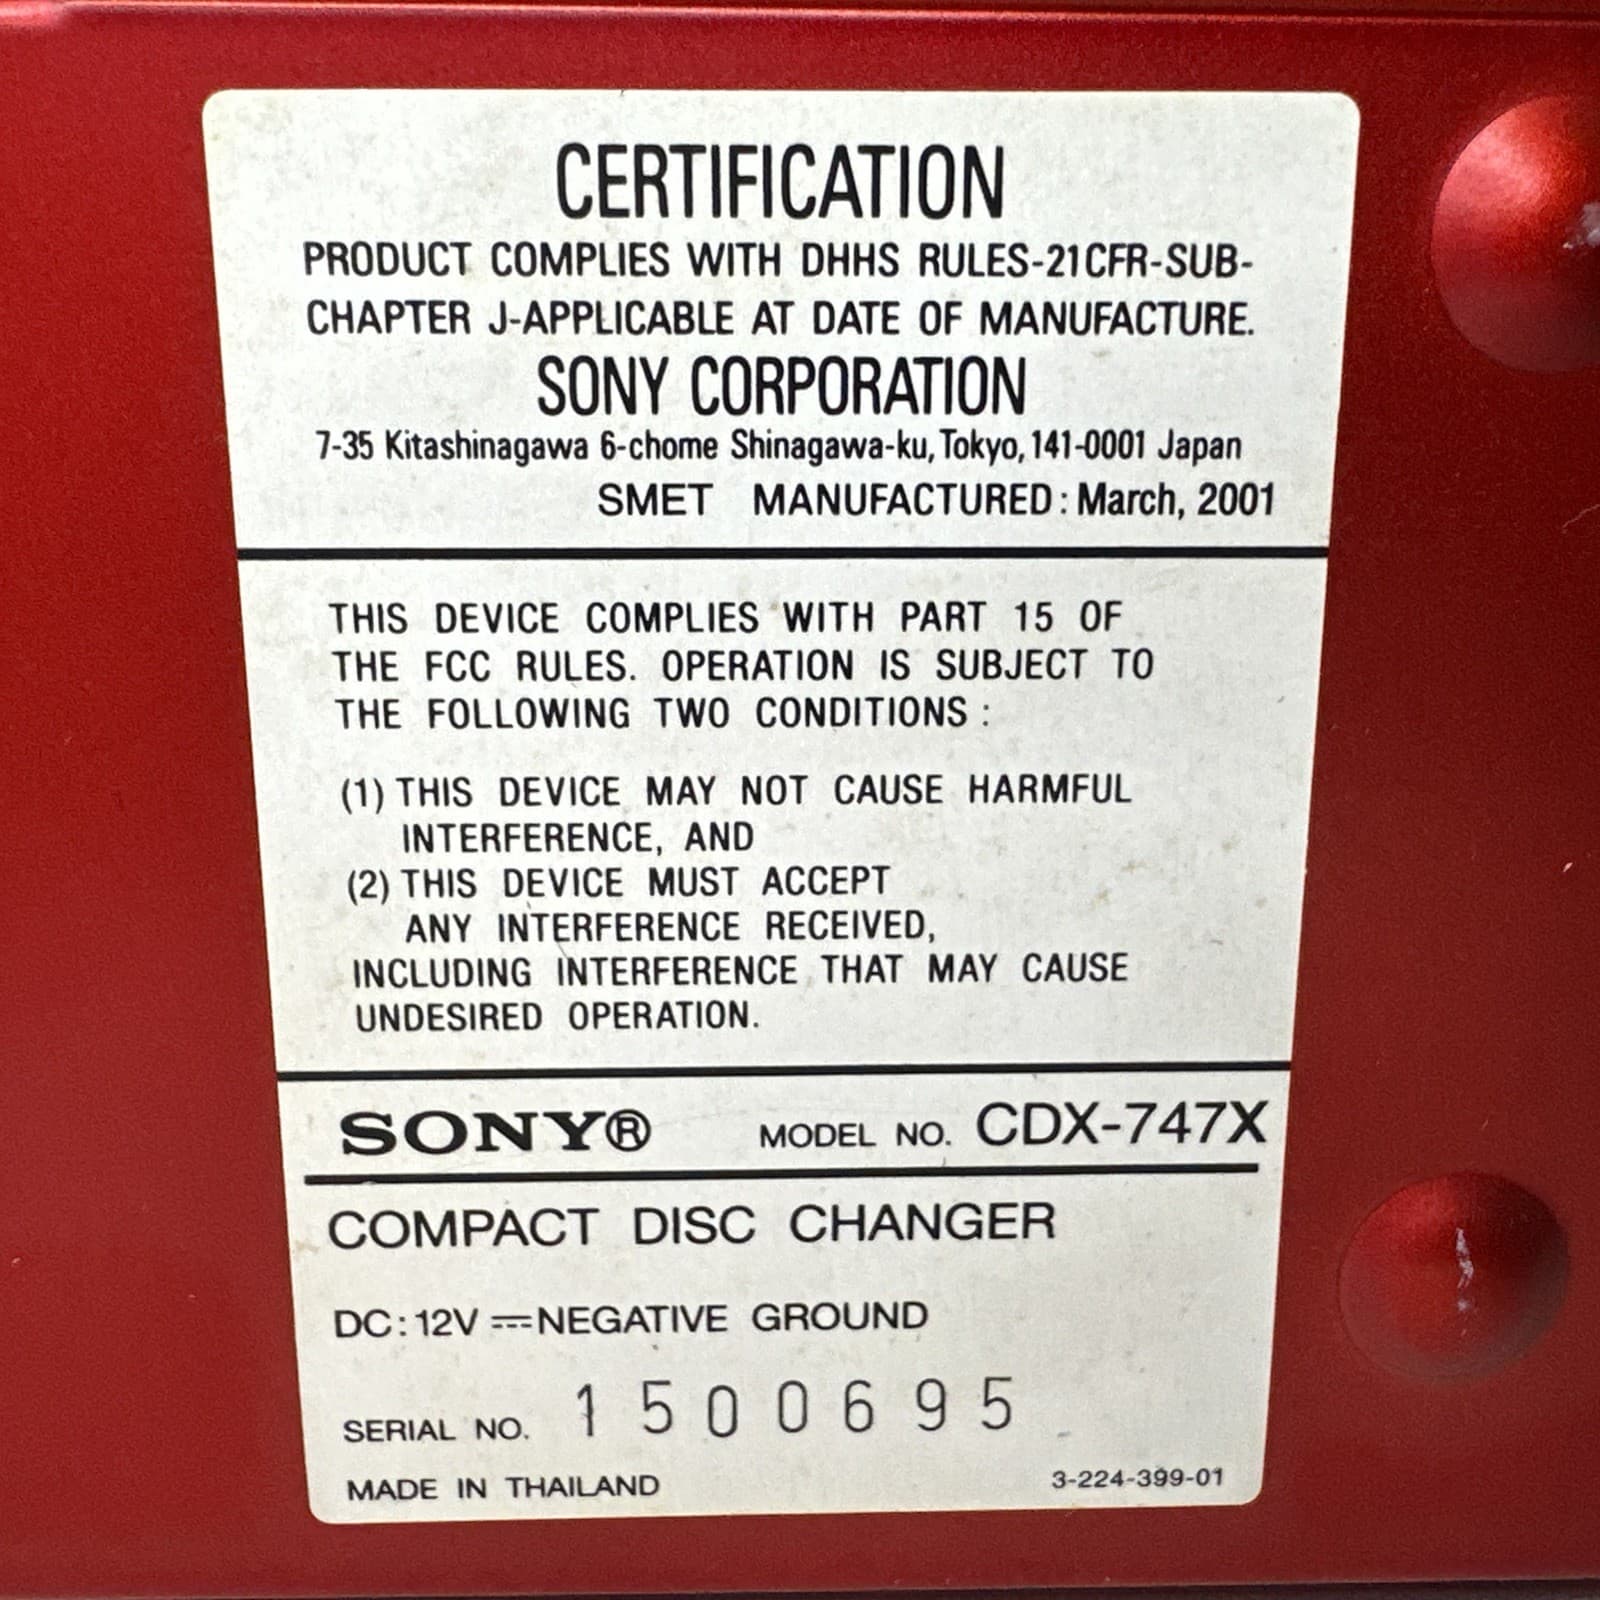 CERTIFICATION
PRODUCT COMPLIES WITH DHHS RULES-21CFR-SUB-
CHAPTER J-APPLICABLE AT DATE OF MANUFACTURE.
SONY CORPORATION
7-35 Kitashinagawa 6-chome Shinagawa-ku, Tokyo, 141-0001 Japan
SMET MANUFACTURED: March, 2001
THIS DEVICE COMPLIES WITH PART 15 OF
THE FCC RULES. OPERATION IS SUBJECT TO
THE FOLLOWING TWO CONDITIONS :
(1) THIS DEVICE MAY NOT CAUSE HARMFUL
INTERFERENCE, AND
(2) THIS DEVICE MUST ACCEPT
ANY INTERFERENCE RECEIVED,
INCLUDING INTERFERENCE THAT MAY CAUSE
UNDESIRED OPERATION.
SONY® MODEL NO. CDX-747X
COMPACT DISC CHANGER
DC: 12V ⎓ NEGATIVE GROUND
SERIAL NO. 1500695
MADE IN THAILAND 3-224-399-01